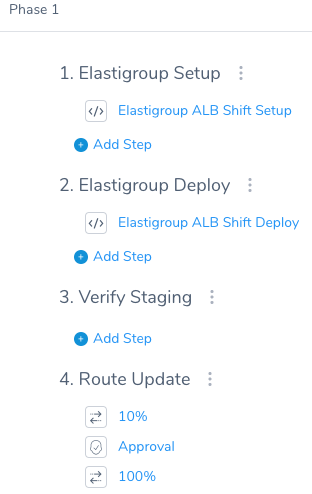 Phase 1
1. Elastigroup Setup
Elastigroup ALB Shift Setup
Add Step
2. Elastigroup Deploy
Elastigroup ALB Shift Deploy
Add Step
3. Verify Staging
Add Step
4. Route Update
10%
Approval
100%